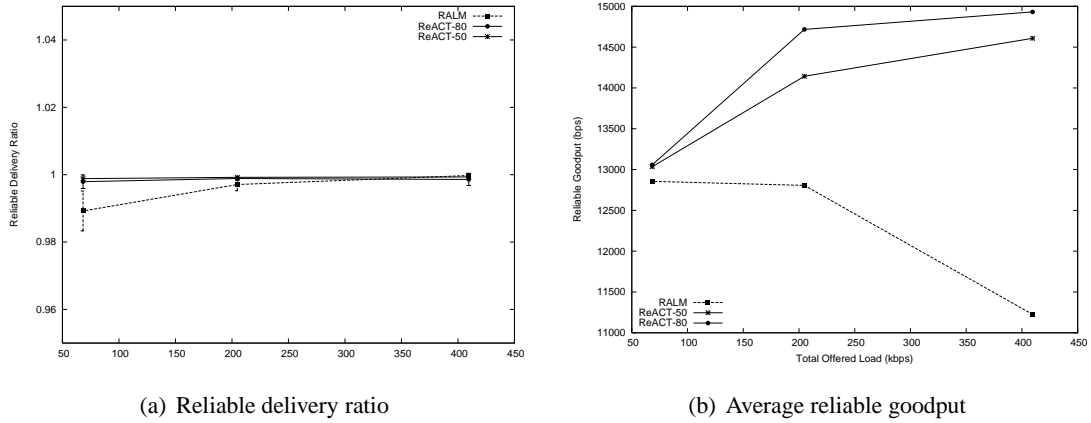 1.04
1.02
1
0.98
0.96
Reliable Delivery Ratio
RALM
ReACT-80
ReACT-50
50 100 150 200 250 300 350 400 450
(a) Reliable delivery ratio
15000
14500
14000
13500
13000
12500
12000
11500
11000
Reliable Goodput (bps)
RALM
ReACT-50
ReACT-80
50 100 150 200 250 300 350 400 450
Total Offered Load (kbps)
(b) Average reliable goodput